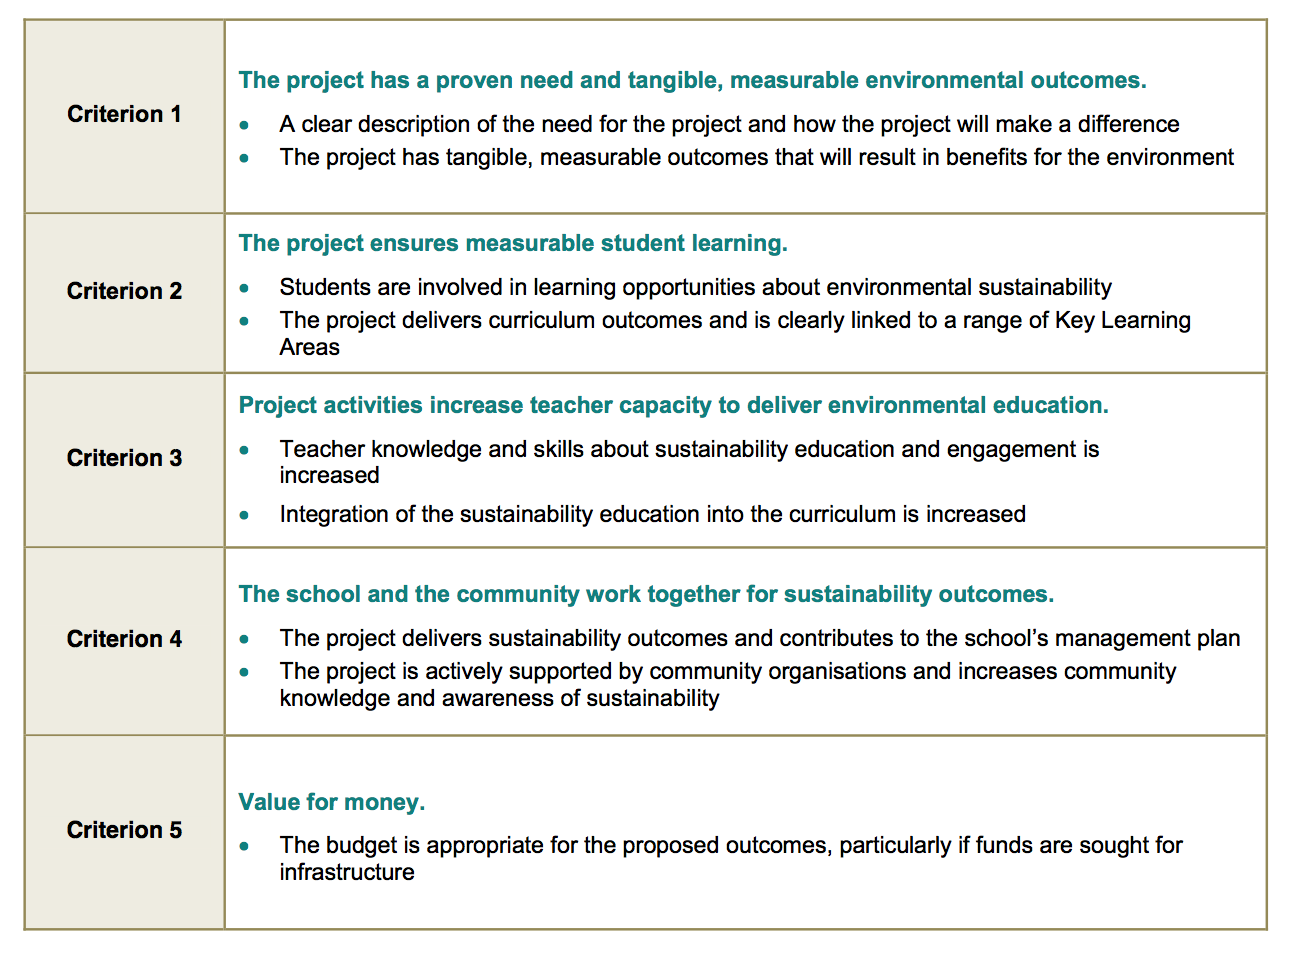 Criterion 1
The project has a proven need and tangible, measurable environmental outcomes.
• A clear description of the need for the project and how the project will make a difference
• The project has tangible, measurable outcomes that will result in benefits for the environment
Criterion 2
The project ensures measurable student learning.
• Students are involved in learning opportunities about environmental sustainability
• The project delivers curriculum outcomes and is clearly linked to a range of Key Learning
Areas
Criterion 3
Project activities increase teacher capacity to deliver environmental education.
• Teacher knowledge and skills about sustainability education and engagement is
increased
• Integration of the sustainability education into the curriculum is increased
Criterion 4
The school and the community work together for sustainability outcomes.
• The project delivers sustainability outcomes and contributes to the school’s management plan
• The project is actively supported by community organisations and increases community
knowledge and awareness of sustainability
Criterion 5
Value for money.
• The budget is appropriate for the proposed outcomes, particularly if funds are sought for
infrastructure